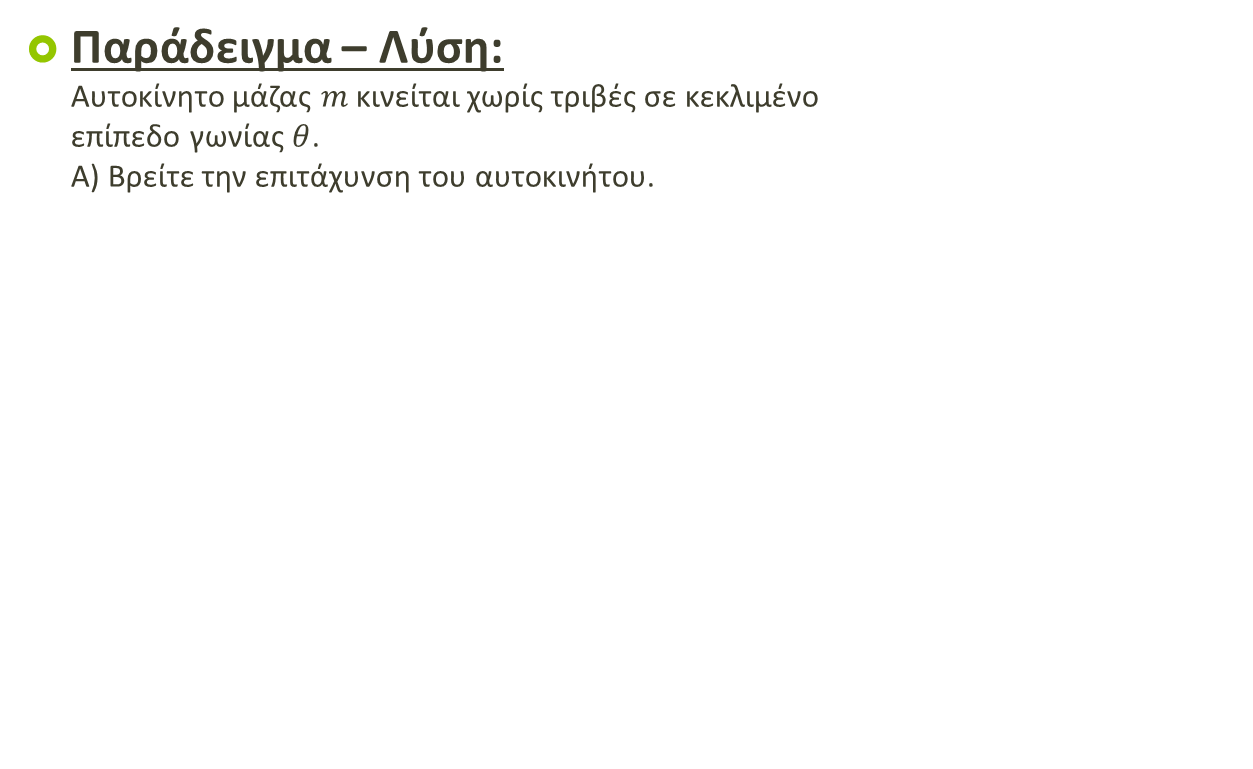 Παράδειγμα – Λύση:
Αυτοκίνητο μάζας 𝑚 κινείται χωρίς τριβές σε κεκλιμένο
επίπεδο γωνίας 𝜃.
Α) Βρείτε την επιτάχυνση του αυτοκινήτου.